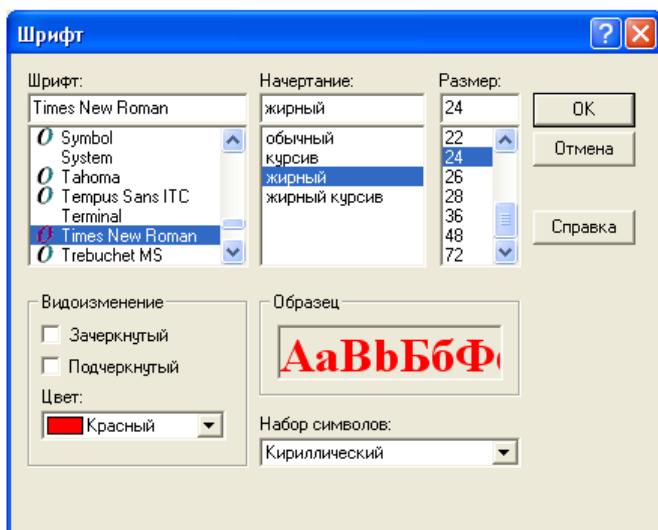 Шрифт
Шрифт:
Times New Roman
Symbol
System
Tahoma
Tempus Sans ITC
Terminal
Times New Roman
Trebuchet MS
Начертание:
жирный
обычный
курсив
жирный
жирный курсив
Размер:
24
22
24
26
28
36
48
72
OK
Отмена
Справка
Видоизменение
Зачеркнутый
Подчеркнутый
Цвет:
Красный
Образец
AaBbБбФ
Набор символов:
Кириллический